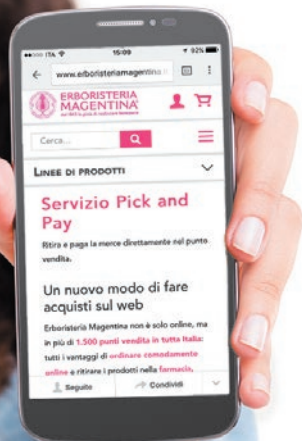 ITA 15:09 92%
www.erboristeriamagentina
ERBORISTERIA
MAGENTINA®
Cerca...
LINEE DI PRODOTTI
Servizio Pick and
Pay
Ritira e paga la merce direttamente nel punto
vendita.
Un nuovo modo di fare
acquisti sul web
Erboristeria Magentina non è solo online, ma
in più di 1.500 punti vendita in tutta Italia:
tutti i vantaggi di ordinare comodamente
online e ritirare i prodotti nella farmacia,
Seguite Condividi